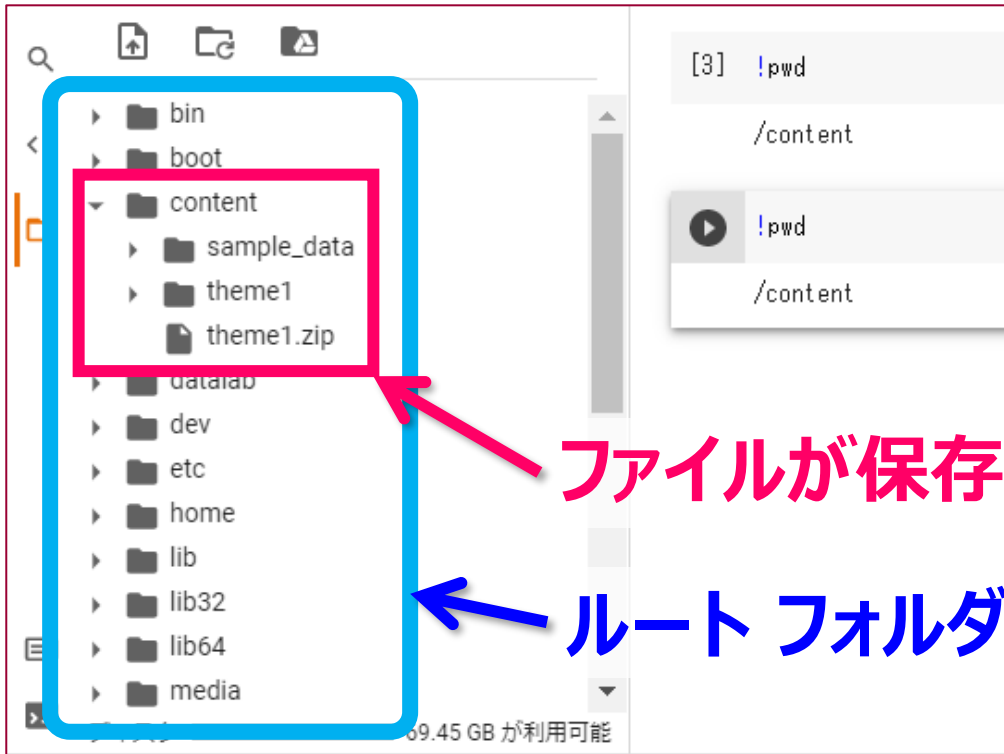 bin
boot
content
sample_data
theme1
theme1.zip
datalab
dev
etc
home
lib
lib32
lib64
media
69.45 GB が利用可能
[3] !pwd
/content
!pwd
/content
ファイルが保存
ルート フォルダ